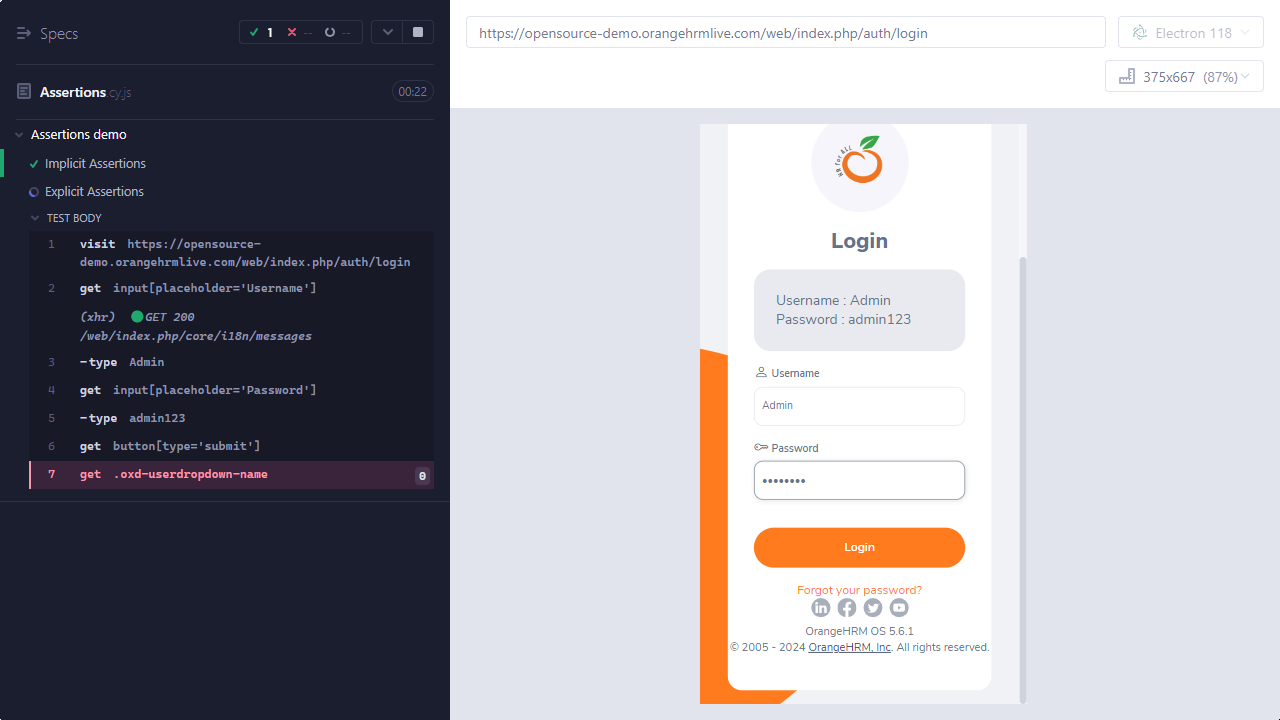 Specs
1 -- --
Assertions.cy.js
00:22
Assertions demo
Implicit Assertions
Explicit Assertions
TEST BODY
1 visit https://opensource-
demo.orangehrmlive.com/web/index.php/auth/login
2 get input[placeholder='Username']
(xhr) GET 200
/web/index.php/core/i18n/messages
3 -type Admin
4 get input[placeholder='Password']
5 -type admin123
6 get button[type='submit']
7 get .oxd-userdropdown-name 0
https://opensource-demo.orangehrmlive.com/web/index.php/auth/login
Electron 118
375x667 (87%)
HR for ALL
Login
Username : Admin
Password : admin123
Username
Admin
Password
••••••••
Login
Forgot your password?
OrangeHRM OS 5.6.1
© 2005 - 2024 OrangeHRM, Inc. All rights reserved.